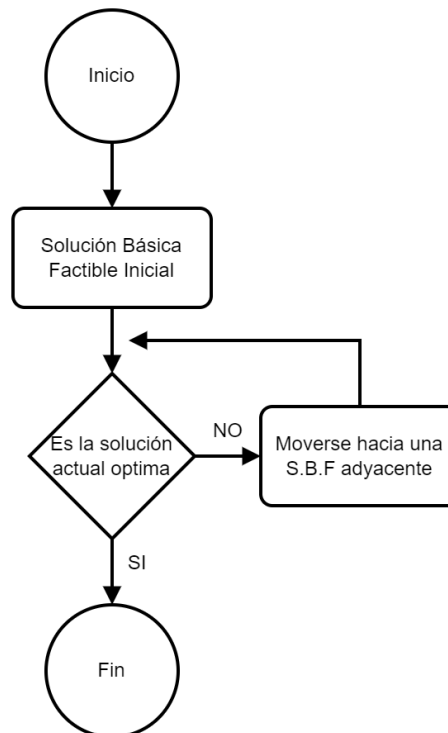 Inicio
Solución Básica
Factible Inicial
Es la solución
actual optima
NO
Moverse hacia una
S.B.F adyacente
SI
Fin